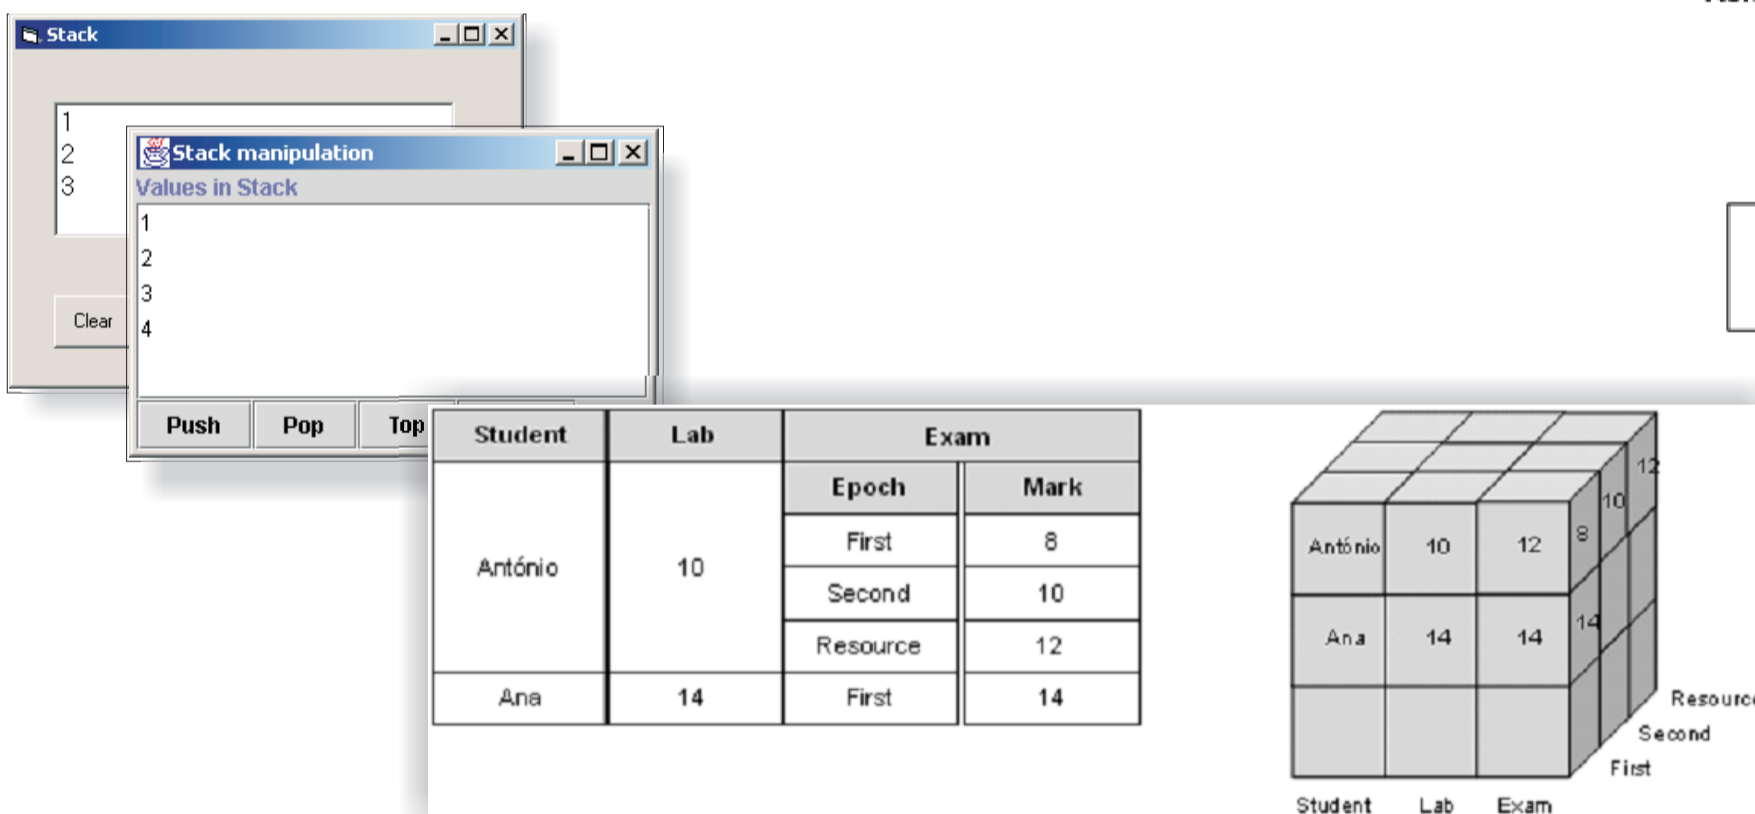 Stack
1
2
3
Clear
Stack manipulation
Values in Stack
1
2
3
4
Push Pop Top
Student Lab Exam
Epoch Mark
António 10 First 8
Second 10
Resource 12
Ana 14 First 14
António 10 12 8 10 12
Ana 14 14 14
Resource
Second
First
Student Lab Exam